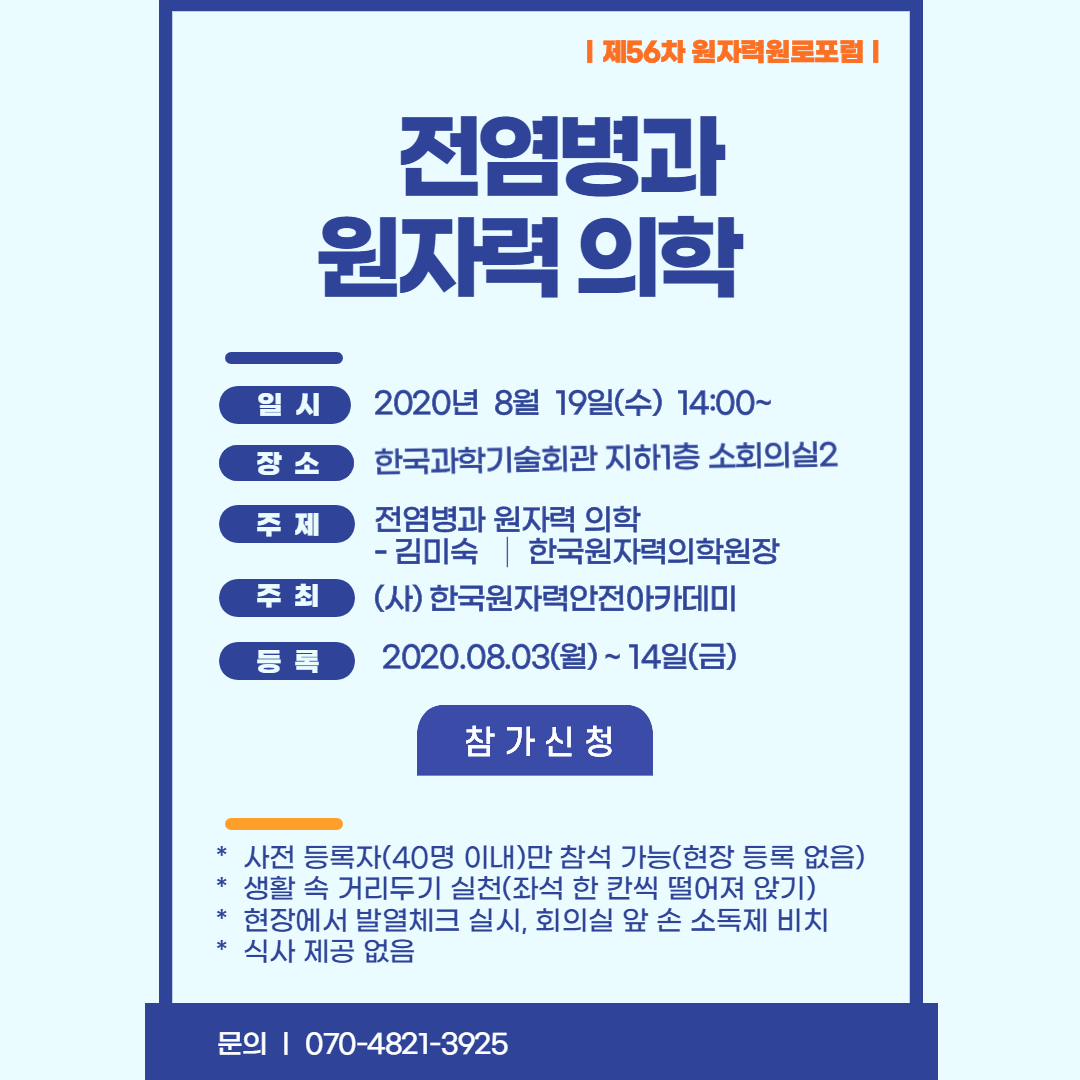 | 제56차 원자력원로포럼 |
전염병과
원자력 의학
일 시 2020년 8월 19일(수) 14:00~
장 소 한국과학기술회관 지하1층 소회의실2
주 제 전염병과 원자력 의학
- 김미숙 | 한국원자력의학원장
주 최 (사) 한국원자력안전아카데미
등 록 2020.08.03(월) ~ 14일(금)
참가신청
* 사전 등록자(40명 이내)만 참석 가능(현장 등록 없음)
* 생활 속 거리두기 실천(좌석 한 칸씩 떨어져 앉기)
* 현장에서 발열체크 실시, 회의실 앞 손 소독제 비치
* 식사 제공 없음
문의 | 070-4821-3925